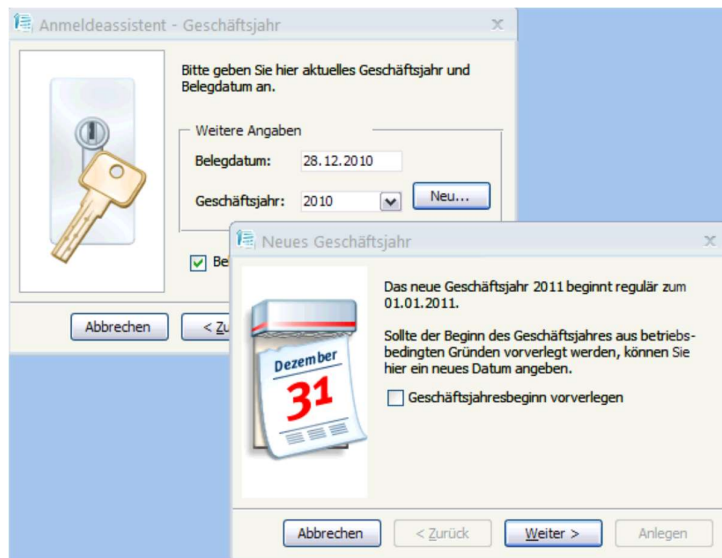 Anmeldeassistent - Geschäftsjahr
Bitte geben Sie hier aktuelles Geschäftsjahr und
Belegdatum an.
Weitere Angaben
Belegdatum: 28.12.2010
Geschäftsjahr: 2010 Neu...
Be
Abbrechen < Zu
Neues Geschäftsjahr
Das neue Geschäftsjahr 2011 beginnt regulär zum
01.01.2011.
Sollte der Beginn des Geschäftsjahres aus betriebs-
bedingten Gründen vorverlegt werden, können Sie
hier ein neues Datum angeben.
Geschäftsjahresbeginn vorverlegen
Dezember
31
Abbrechen < Zurück Weiter > Anlegen